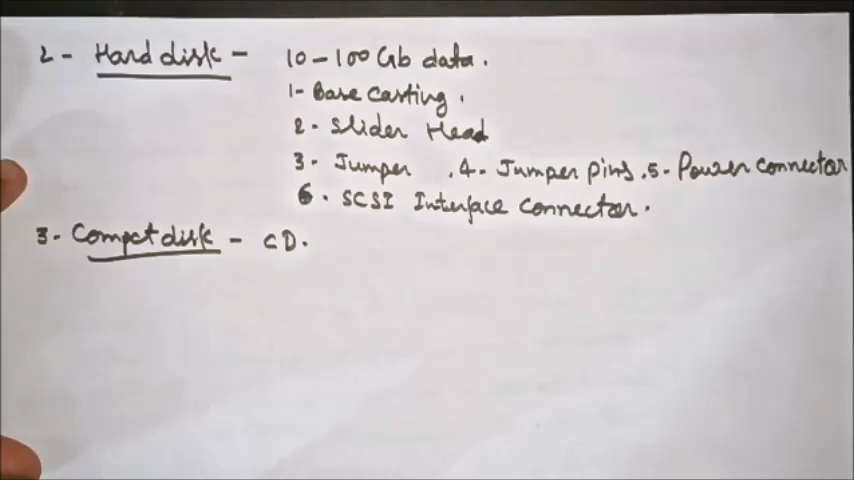 2 - Hard disk - 10-100 Gb data.
1- Base casting.
2. Slider Head
3- Jumper .4- Jumper pins .5- Power connector
6. SCSI Interface connector.
3- Compct disk - CD.